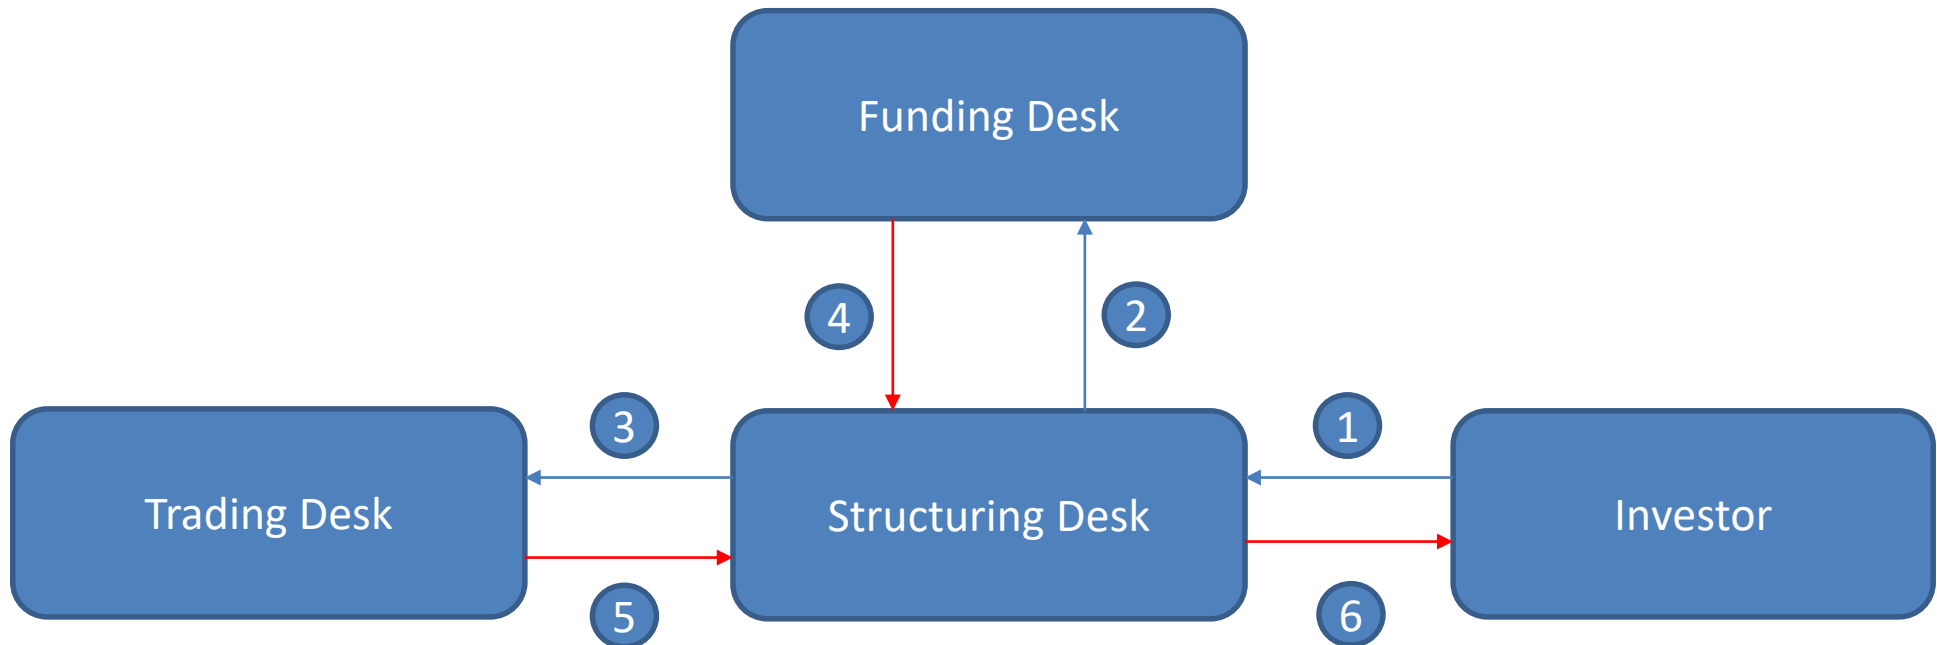 Funding Desk
4
2
3
1
Trading Desk
Structuring Desk
Investor
5
6